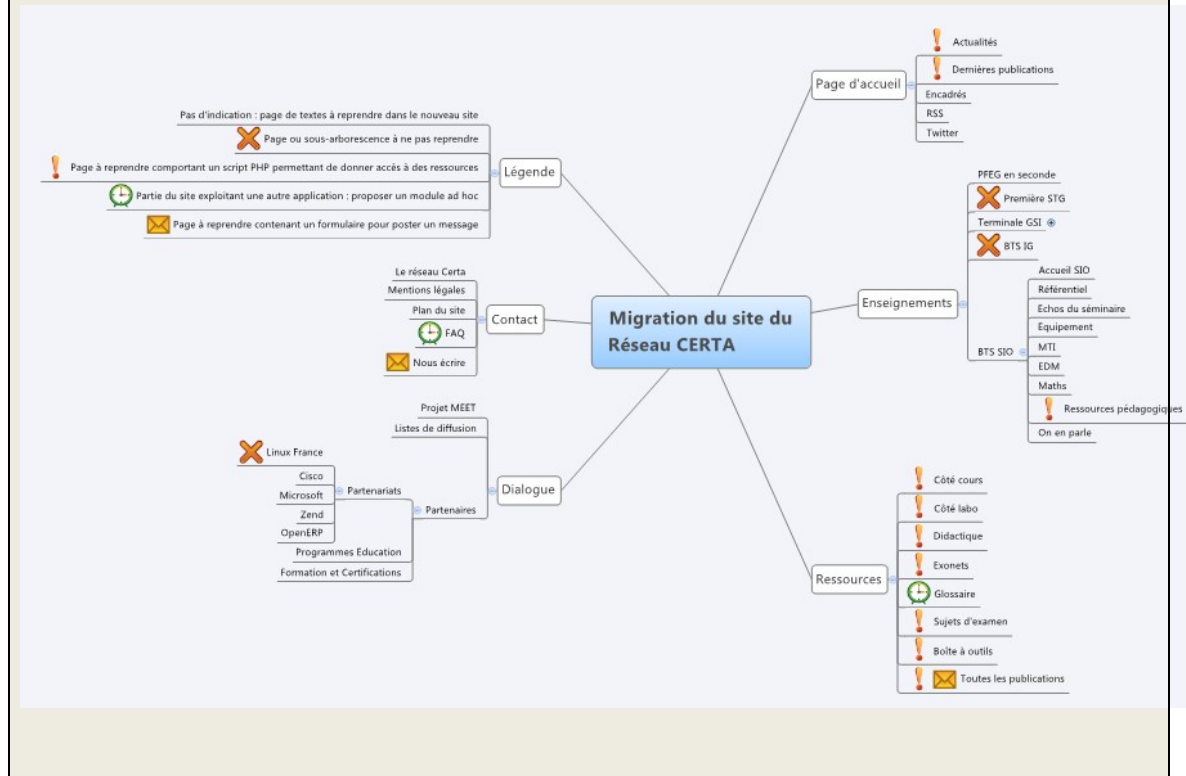 Migration du site du
Réseau CERTA
Légende
Pas d'indication : page de textes à reprendre dans le nouveau site
Page ou sous-arborescence à ne pas reprendre
Page à reprendre comportant un script PHP permettant de donner accès à des ressources
Partie du site exploitant une autre application : proposer un module ad hoc
Page à reprendre contenant un formulaire pour poster un message
Contact
Le réseau Certa
Mentions légales
Plan du site
FAQ
Nous écrire
Dialogue
Projet MEET
Listes de diffusion
Partenaires
Partenariats
Linux France
Cisco
Microsoft
Zend
OpenERP
Programmes Education
Formation et Certifications
Page d'accueil
Actualités
Dernières publications
Encadrés
RSS
Twitter
Enseignements
PFEG en seconde
Première STG
Terminale GSI
BTS IG
BTS SIO
Accueil SIO
Référentiel
Echos du séminaire
Equipement
MTI
EDM
Maths
Ressources pédagogiques
On en parle
Ressources
Côté cours
Côté labo
Didactique
Exonets
Glossaire
Sujets d'examen
Boîte à outils
Toutes les publications